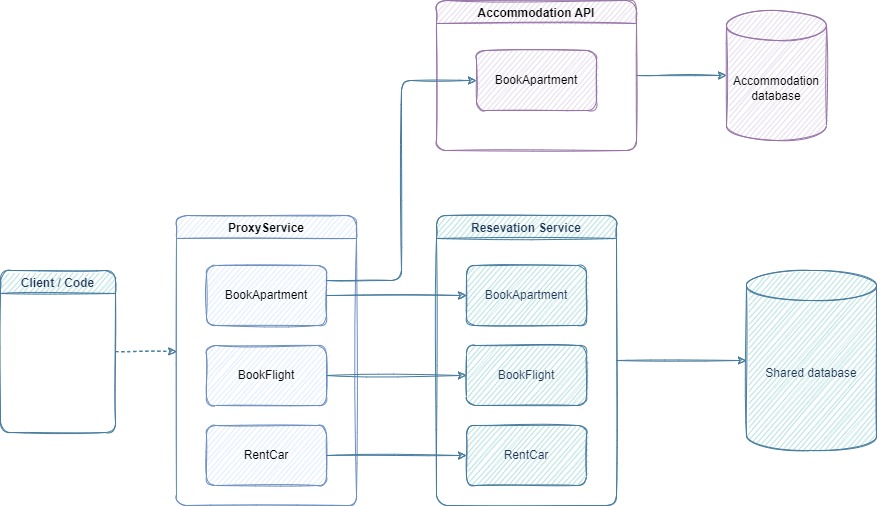 Accommodation API
BookApartment
Accommodation
database
ProxyService
BookApartment
BookFlight
RentCar
Resevation Service
BookApartment
BookFlight
RentCar
Client / Code
Shared database